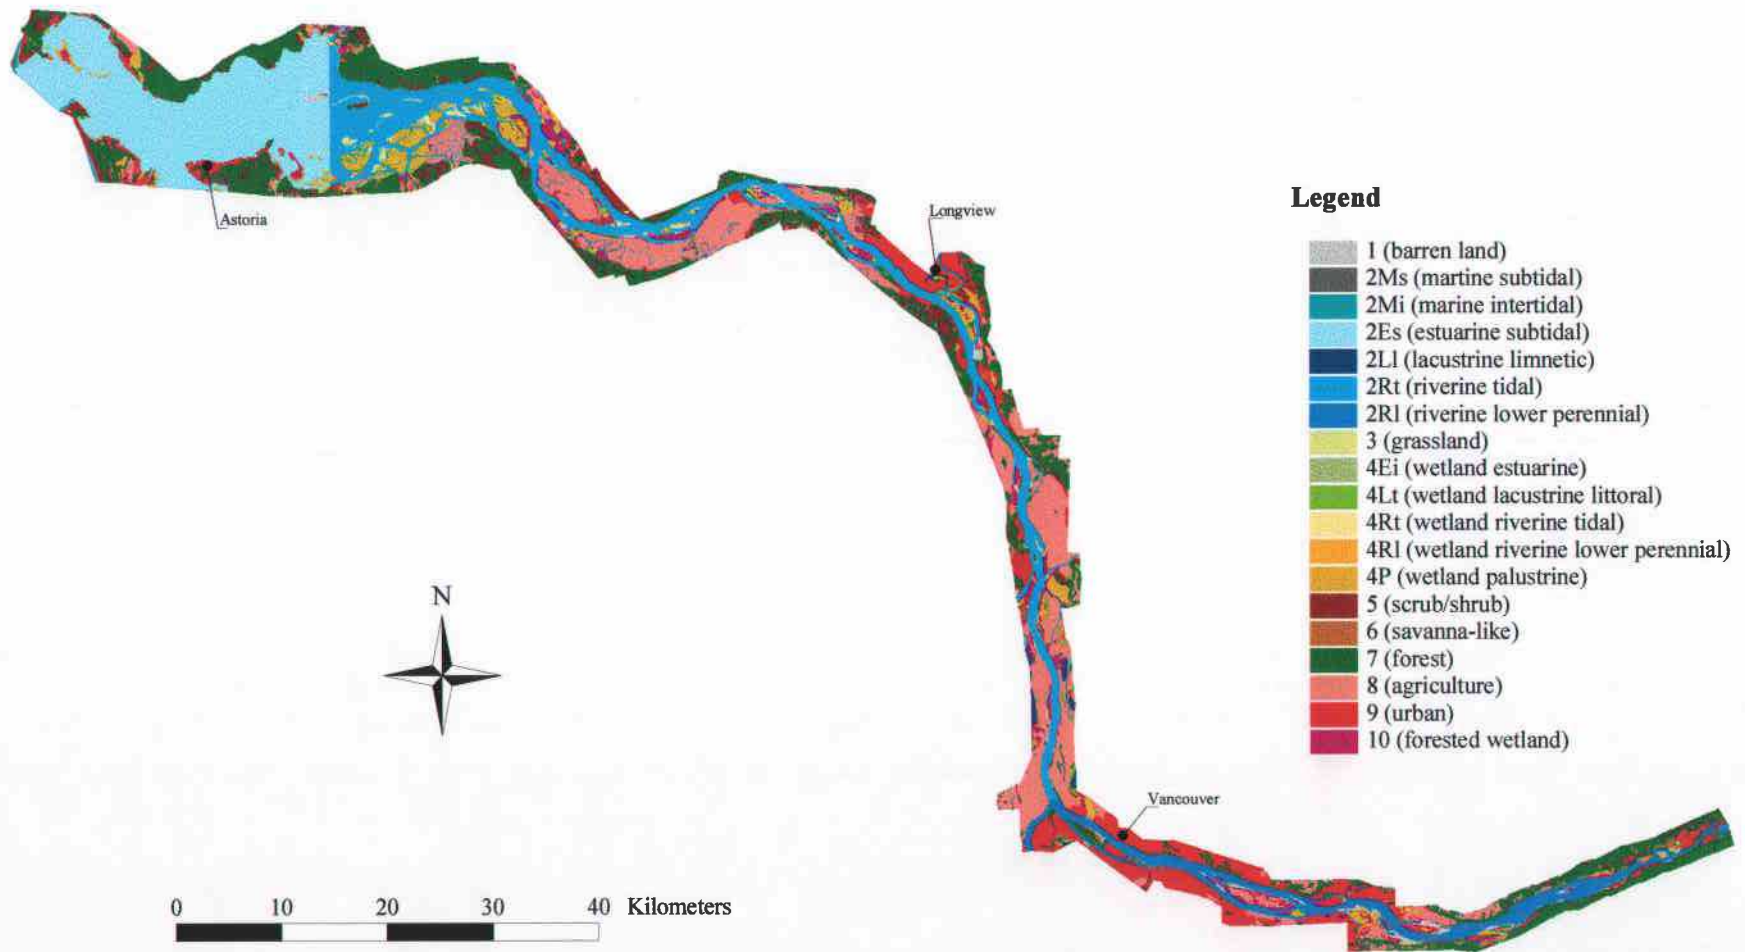 Astoria
Longview
Legend
1 (barren land)
2Ms (martine subtidal)
2Mi (marine intertidal)
2Es (estuarine subtidal)
2Ll (lacustrine limnetic)
2Rt (riverine tidal)
2Rl (riverine lower perennial)
3 (grassland)
4Ei (wetland estuarine)
4Lt (wetland lacustrine littoral)
4Rt (wetland riverine tidal)
4Rl (wetland riverine lower perennial)
4P (wetland palustrine)
5 (scrub/shrub)
6 (savanna-like)
7 (forest)
8 (agriculture)
9 (urban)
10 (forested wetland)
N
Vancouver
0 10 20 30 40 Kilometers